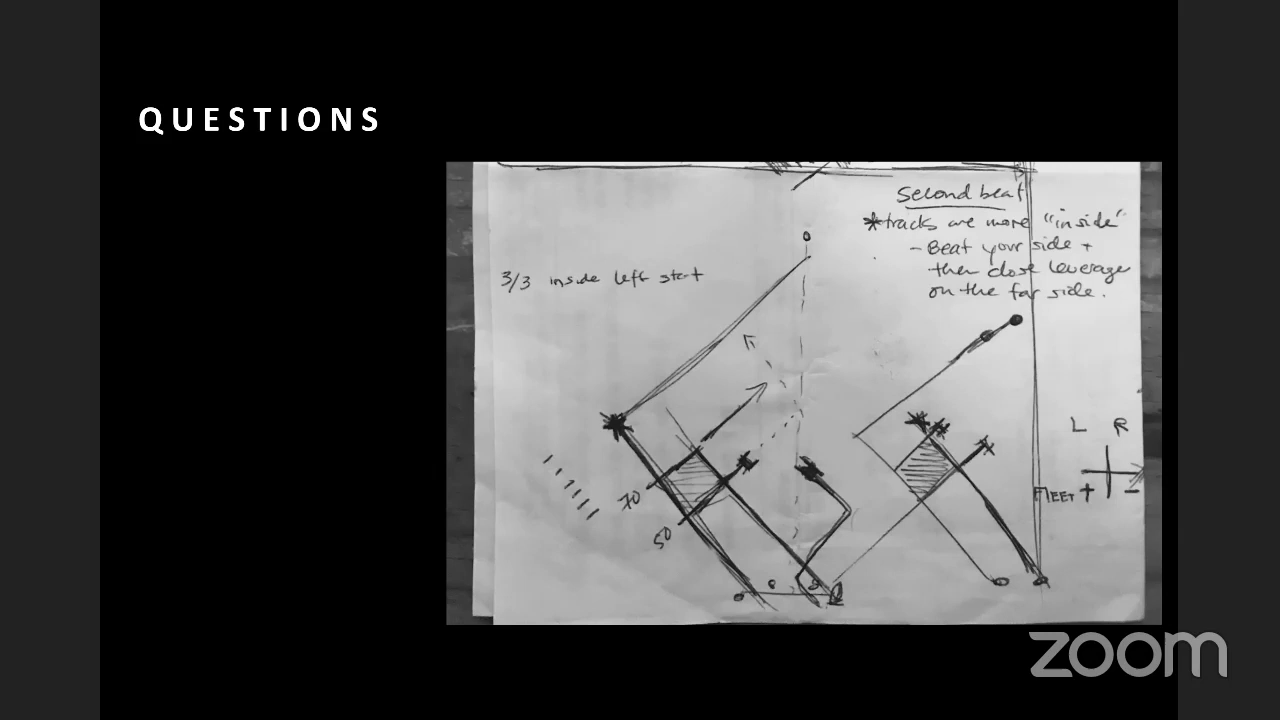 QUESTIONS
Second beat
*tracks are more "inside"
- Beat your side +
then close leverage
on the far side.
3/3 inside left start
L R
FLEET + -
70
50
zoom